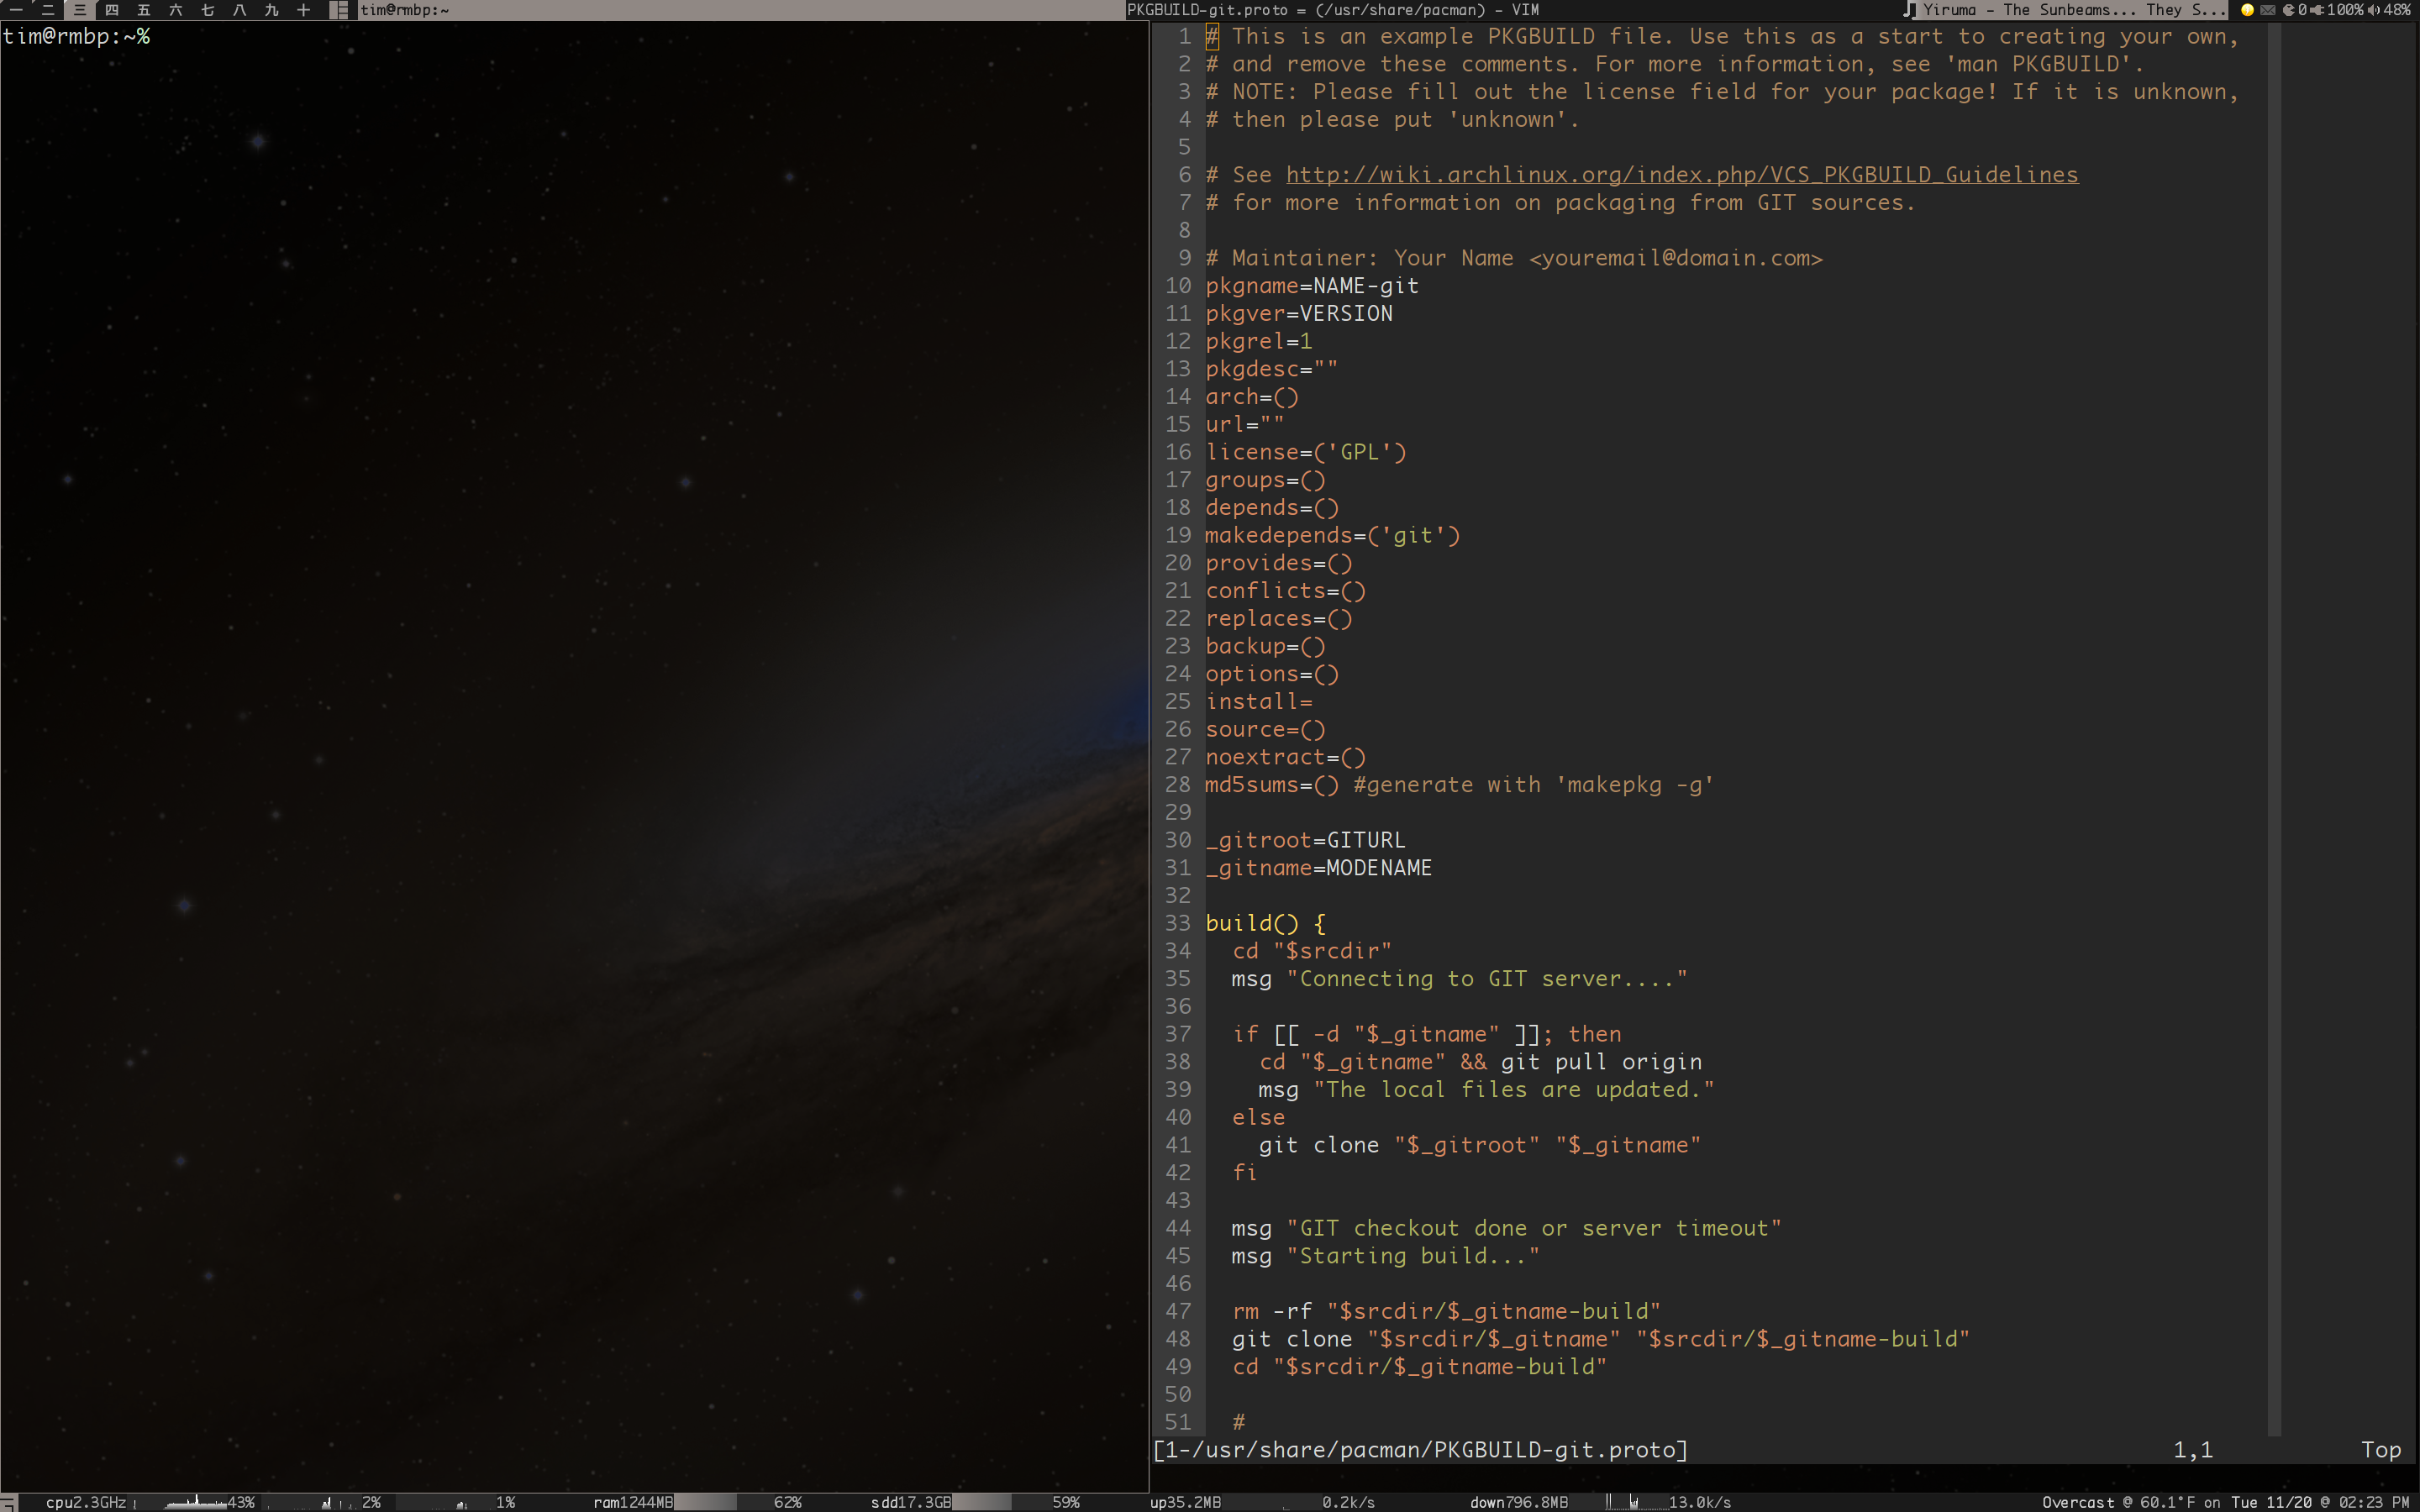 一 二 三 四 五 六 七 八 九 十 tim@rmbp:~ PKGBUILD-git.proto = (/usr/share/pacman) - VIM Yiruma - The Sunbeams... They S... 0 100% 48%
tim@rmbp:~%
1 # This is an example PKGBUILD file. Use this as a start to creating your own,
2 # and remove these comments. For more information, see 'man PKGBUILD'.
3 # NOTE: Please fill out the license field for your package! If it is unknown,
4 # then please put 'unknown'.
5
6 # See http://wiki.archlinux.org/index.php/VCS_PKGBUILD_Guidelines
7 # for more information on packaging from GIT sources.
8
9 # Maintainer: Your Name <youremail@domain.com>
10 pkgname=NAME-git
11 pkgver=VERSION
12 pkgrel=1
13 pkgdesc=""
14 arch=()
15 url=""
16 license=('GPL')
17 groups=()
18 depends=()
19 makedepends=('git')
20 provides=()
21 conflicts=()
22 replaces=()
23 backup=()
24 options=()
25 install=
26 source=()
27 noextract=()
28 md5sums=() #generate with 'makepkg -g'
29
30 _gitroot=GITURL
31 _gitname=MODENAME
32
33 build() {
34   cd "$srcdir"
35   msg "Connecting to GIT server...."
36
37   if [[ -d "$_gitname" ]]; then
38     cd "$_gitname" && git pull origin
39     msg "The local files are updated."
40   else
41     git clone "$_gitroot" "$_gitname"
42   fi
43
44   msg "GIT checkout done or server timeout"
45   msg "Starting build..."
46
47   rm -rf "$srcdir/$_gitname-build"
48   git clone "$srcdir/$_gitname" "$srcdir/$_gitname-build"
49   cd "$srcdir/$_gitname-build"
50
51   #
[1-/usr/share/pacman/PKGBUILD-git.proto] 1,1 Top
cpu2.3GHz 43% 2% 1% ram1244MB 62% sdd17.3GB 59% up35.2MB 0.2k/s down796.8MB 13.0k/s Overcast @ 60.1°F on Tue 11/20 @ 02:23 PM